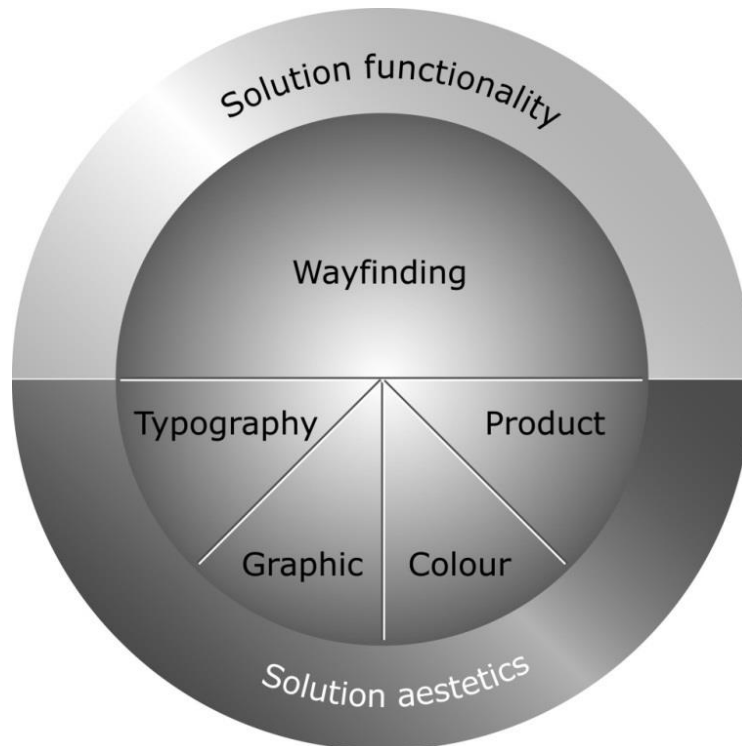 Solution functionality
Wayfinding
Typography
Product
Graphic
Colour
Solution aestetics